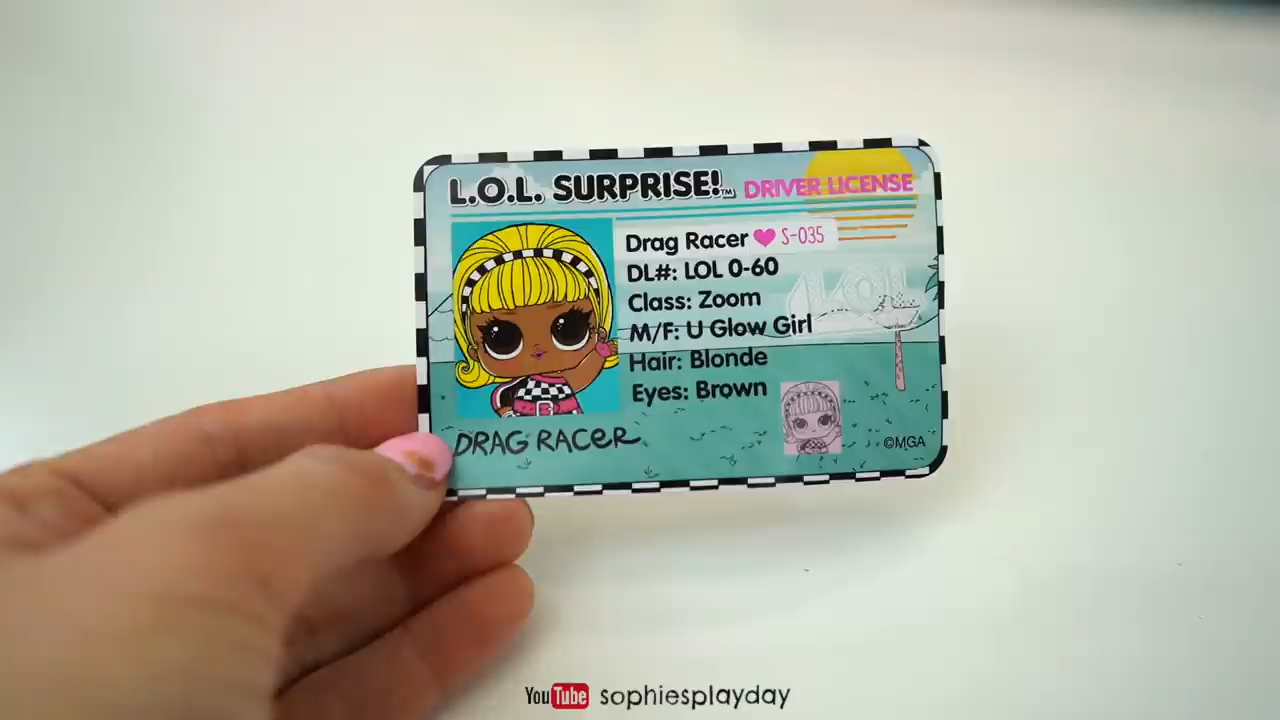 L.O.L. SURPRISE!™ DRIVER LICENSE
Drag Racer S-035
DL#: LOL 0-60
Class: Zoom
M/F: U Glow Girl
Hair: Blonde
Eyes: Brown
LOL
DRAG RACER
©MGA
YouTube sophiesplayday